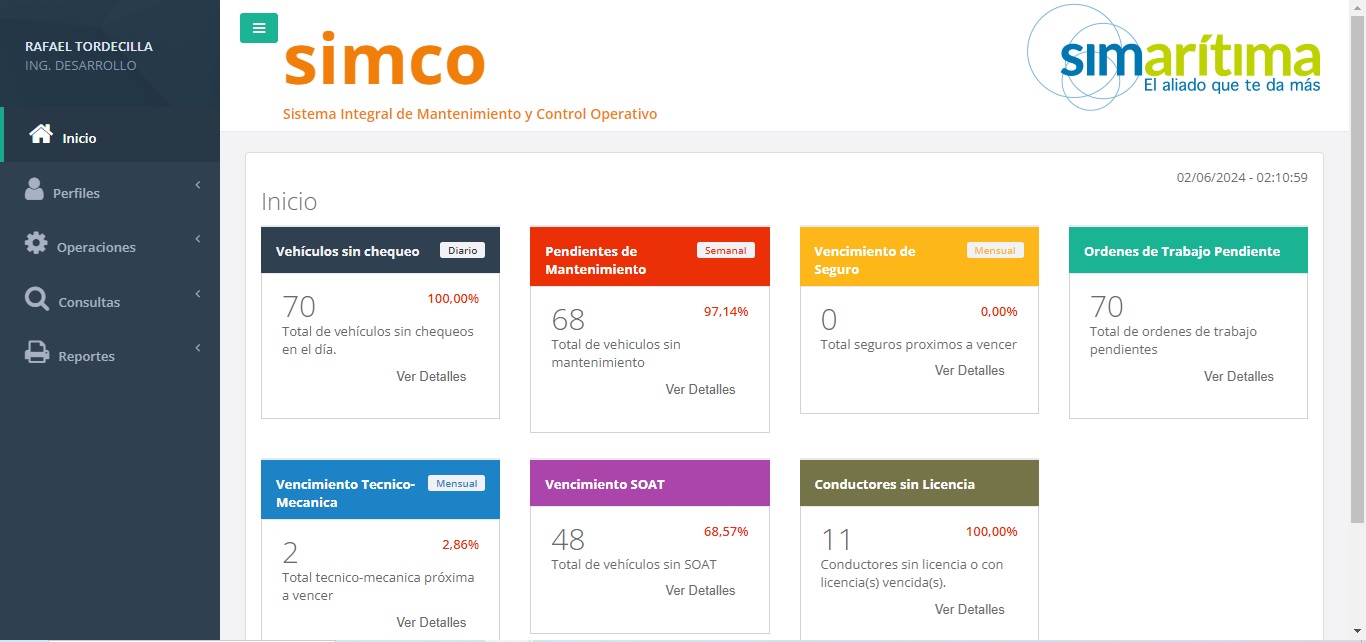 RAFAEL TORDECILLA
ING. DESARROLLO
Inicio
Perfiles
Operaciones
Consultas
Reportes
simco
Sistema Integral de Mantenimiento y Control Operativo
simarítima
El aliado que te da más
02/06/2024 - 02:10:59
Inicio
Vehículos sin chequeo
Diario
70
100,00%
Total de vehículos sin chequeos
en el día.
Ver Detalles
Pendientes de
Mantenimiento
Semanal
68
97,14%
Total de vehiculos sin
mantenimiento
Ver Detalles
Vencimiento de
Seguro
Mensual
0
0,00%
Total seguros proximos a vencer
Ver Detalles
Ordenes de Trabajo Pendiente
70
Total de ordenes de trabajo
pendientes
Ver Detalles
Vencimiento Tecnico-
Mecanica
Mensual
2
2,86%
Total tecnico-mecanica próxima
a vencer
Ver Detalles
Vencimiento SOAT
48
68,57%
Total de vehículos sin SOAT
Ver Detalles
Conductores sin Licencia
11
100,00%
Conductores sin licencia o con
licencia(s) vencida(s).
Ver Detalles